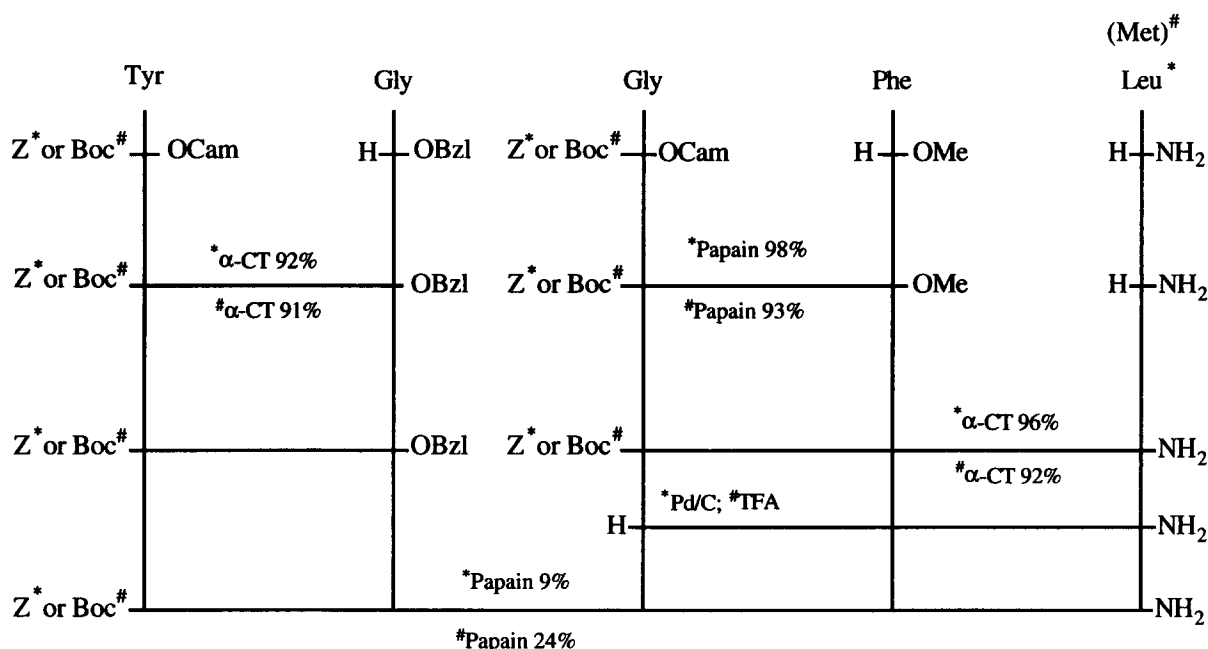 (Met)#
Tyr Gly Gly Phe Leu*
Z* or Boc# OCam H OBzl Z* or Boc# OCam H OMe H NH2
*α-CT 92% *Papain 98%
Z* or Boc# OBzl Z* or Boc# OMe H NH2
#α-CT 91% #Papain 93%
*α-CT 96%
Z* or Boc# OBzl Z* or Boc# NH2
#α-CT 92%
*Pd/C; #TFA
H NH2
*Papain 9%
Z* or Boc# NH2
#Papain 24%